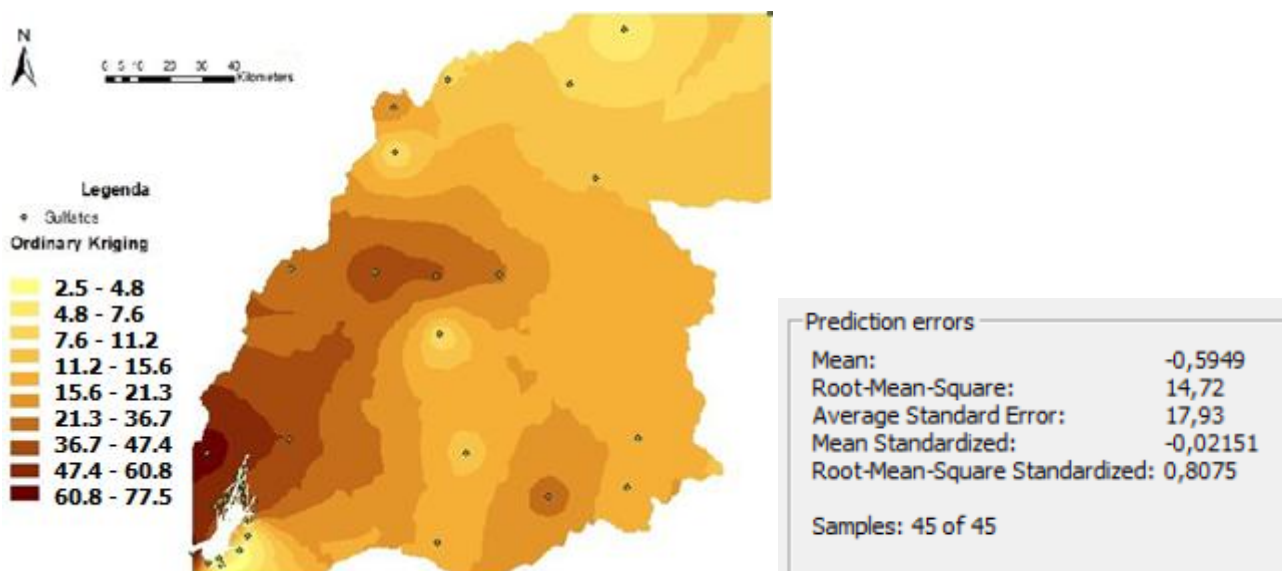 N
0 5 10 20 30 40
Kilometers
Legenda
Sulfatos
Ordinary Kriging
2.5 - 4.8
4.8 - 7.6
7.6 - 11.2
11.2 - 15.6
15.6 - 21.3
21.3 - 36.7
36.7 - 47.4
47.4 - 60.8
60.8 - 77.5
Prediction errors
Mean: -0,5949
Root-Mean-Square: 14,72
Average Standard Error: 17,93
Mean Standardized: -0,02151
Root-Mean-Square Standardized: 0,8075
Samples: 45 of 45